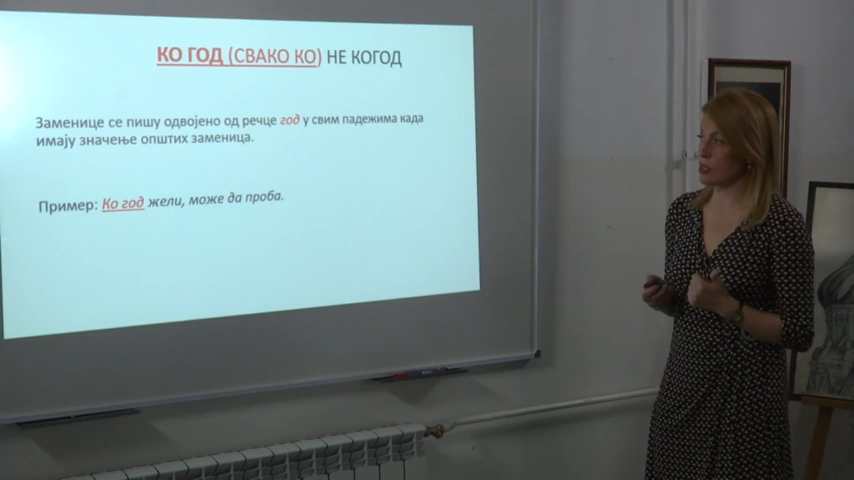 КО ГОД (СВАКО КО) НЕ КОГОД
Заменице се пишу одвојено од речце год у свим падежима када
имају значење општих заменица.
Пример: Ко год жели, може да проба.